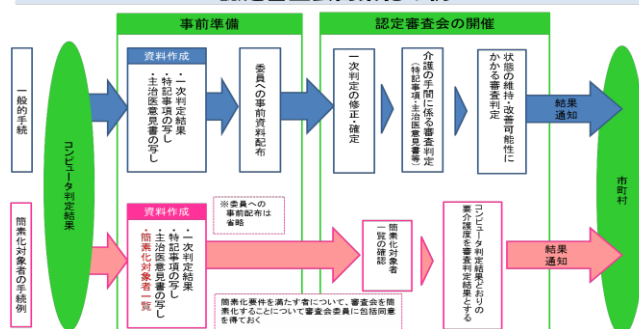 事前準備
認定審査会の開催
一般的手続
コンピュータ判定結果
資料作成
・一次判定結果
・特記事項の写し
・主治医意見書の写し
委員への事前資料配布
一次判定の修正・確定
介護の手間に係る審査判定
(特記事項・主治医意見書等)
状態の維持・改善可能性に
かかる審査判定
結果
通知
市町村
簡素化対象者の手続例
資料作成
・一次判定結果
・特記事項の写し
・主治医意見書の写し
・簡素化対象者一覧
※委員への
事前配布は
省略
簡素化対象者
一覧の確認
コンピュータ判定結果どおりの
要介護度を審査判定結果とする
結果
通知
簡素化要件を満たす者について、審査会を簡
素化することについて審査会委員に包括同意
を得ておく